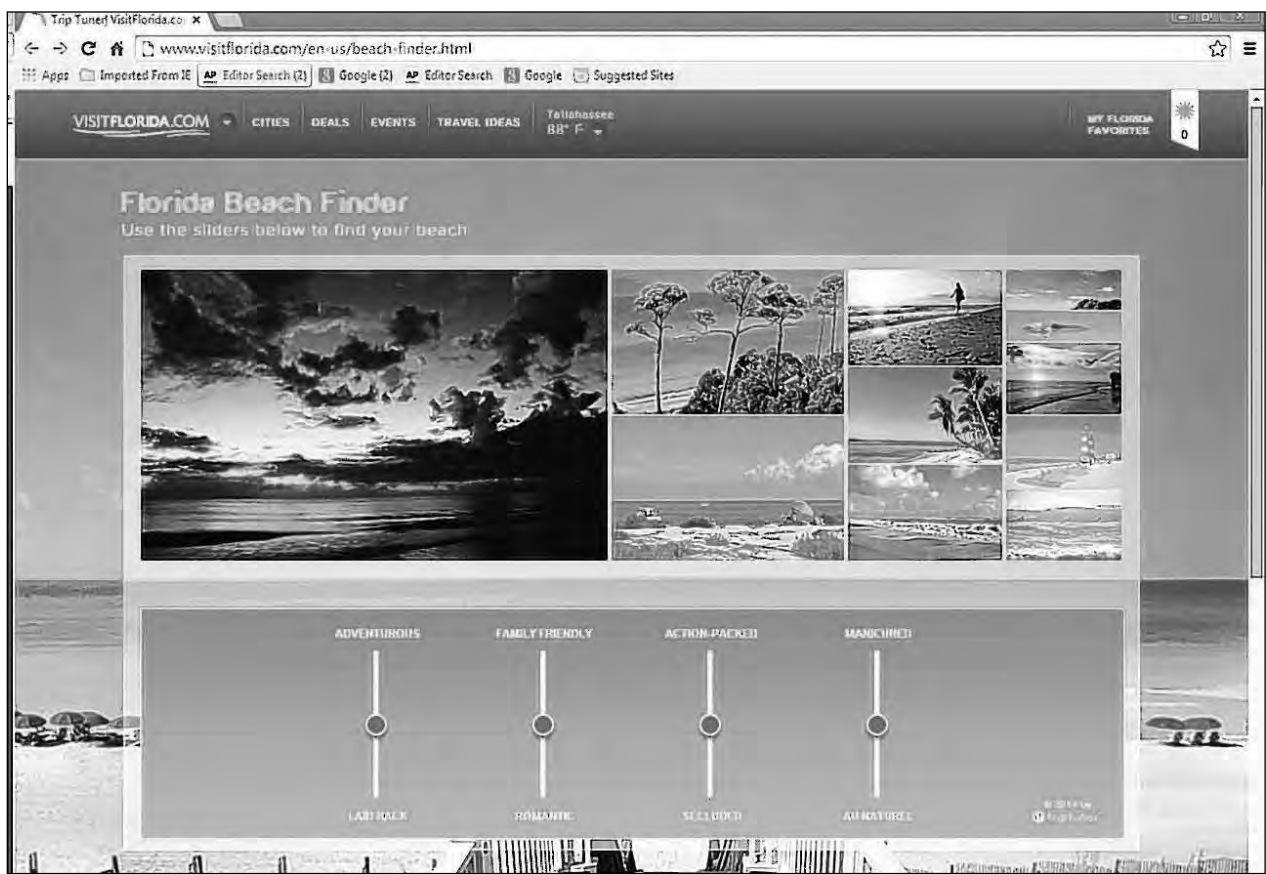 Trip Tuner| VisitFlorida.co ×
www.visitflorida.com/en-us/beach-finder.html
Apps Imported From IE AP Editor Search (2) Google (2) AP Editor Search Google Suggested Sites
VISITFLORIDA.COM CITIES DEALS EVENTS TRAVEL IDEAS
Tallahassee
88° F
MY FLORIDA
FAVORITES
0
Florida Beach Finder
Use the sliders below to find your beach
ADVENTUROUS FAMILY FRIENDLY ACTION-PACKED MANICURED
LAID BACK ROMANTIC SECLUDED AU NATUREL